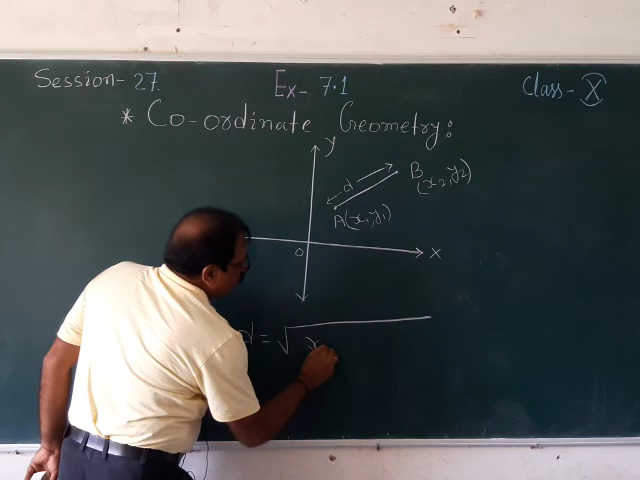 Session-27.
Ex-7.1
Class-X
* Co-ordinate Geometry:
y
B (x2, y2)
d
A(x1, y1)
0
x
d = √ x